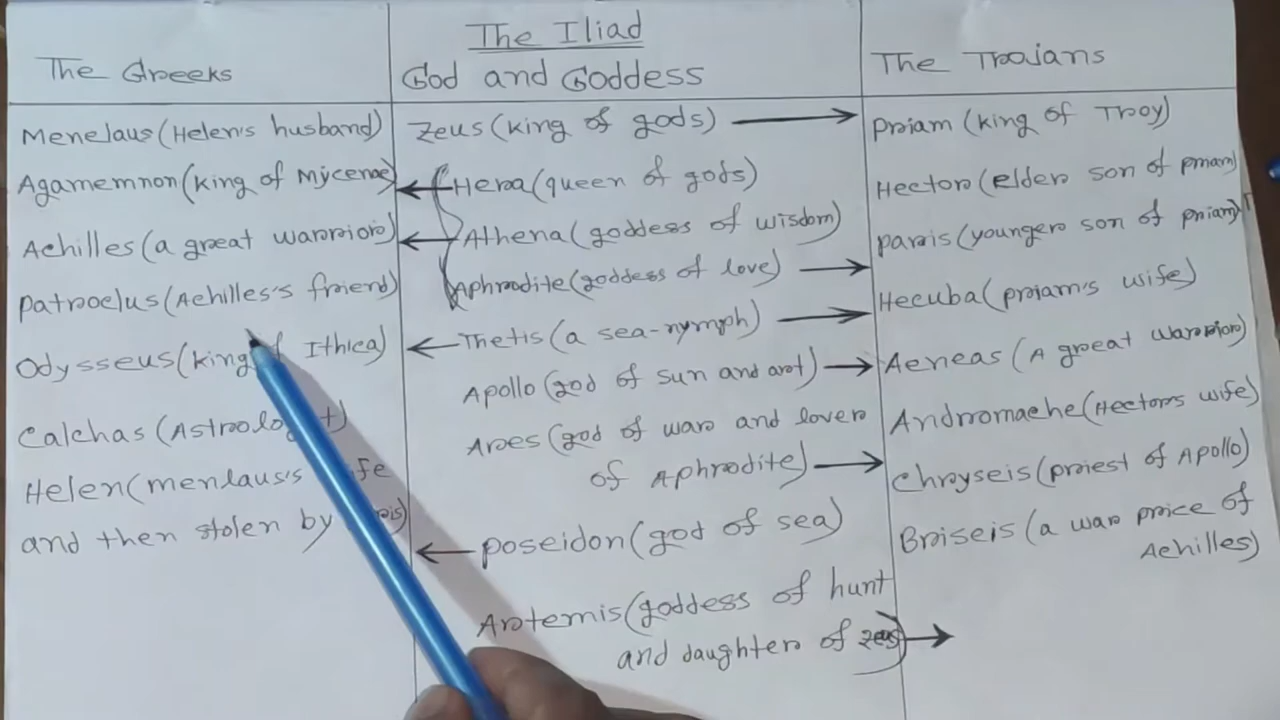 The Iliad
The Greeks
Menelaus (Helen's husband)
Agamemnon (king of Mycenae)
Achilles (a great warrior)
Patroclus (Achilles's friend)
Odysseus (king Ithica)
Calchas (
Helen (menlaus's
and then stolen by
God and Goddess
Zeus (king of gods) →
← Hera (queen of gods)
← Athena (goddess of wisdom)
Aphrodite (goddess of love) →
← Thetis (a sea-nymph) →
Apollo (god of sun and art) →
Ares (god of war and lover
of Aphrodite) →
← Poseidon (god of sea)
Artemis (goddess of hunt
and daughter of Zeus) →
The Trojans
Priam (king of Troy)
Hector (elder son of priam)
Paris (younger son of priam)
Hecuba (priam's wife)
Aeneas (A great warrior)
Andromache (Hector's wife)
Chryseis (priest of Apollo)
Briseis (a war price of
Achilles)